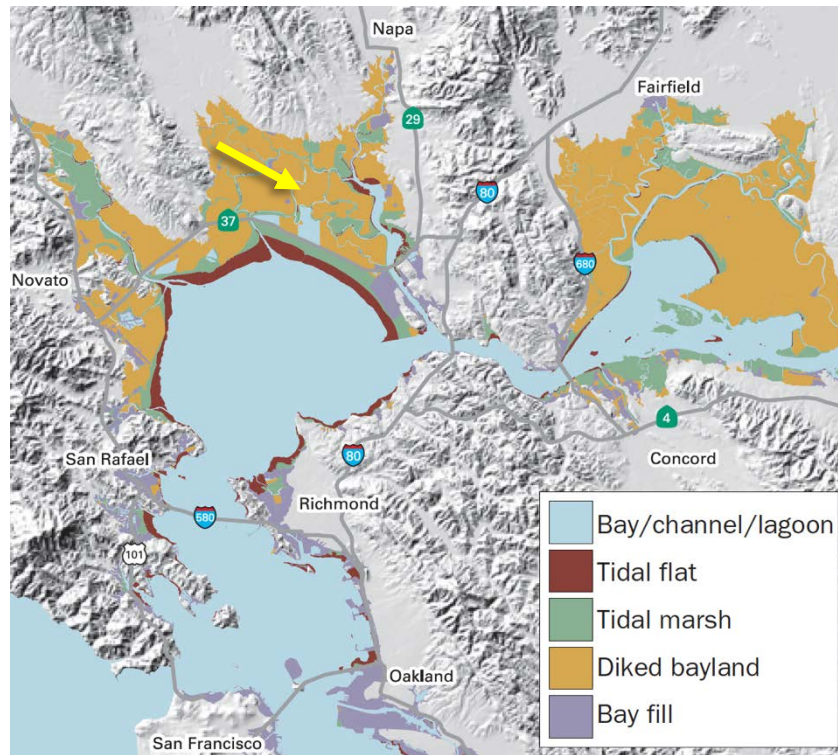 Napa
Fairfield
29
80
37
680
Novato
4
San Rafael
80
Concord
Richmond
580
101
Oakland
San Francisco
Bay/channel/lagoon
Tidal flat
Tidal marsh
Diked bayland
Bay fill